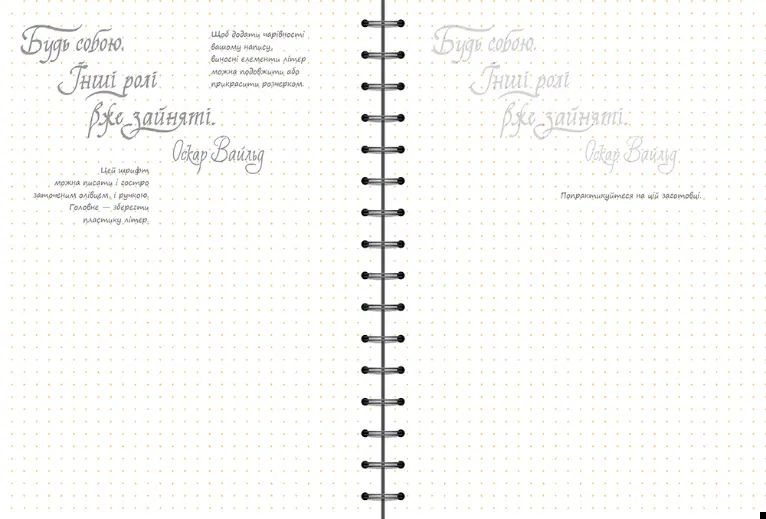 Будь собою.
Інші ролі
вже зайняті.
Оскар Вайльд
Щоб додати чарівності
вашому напису,
виносні елементи літер
можна подовжити або
прикрасити розчерком.
Цей шрифт
можна писати і гостро
заточеним олівцем, і ручкою.
Головне — зберегти
пластику літер.
Будь собою.
Інші ролі
вже зайняті.
Оскар Вайльд
Попрактикуйтеся на цій заготовці.